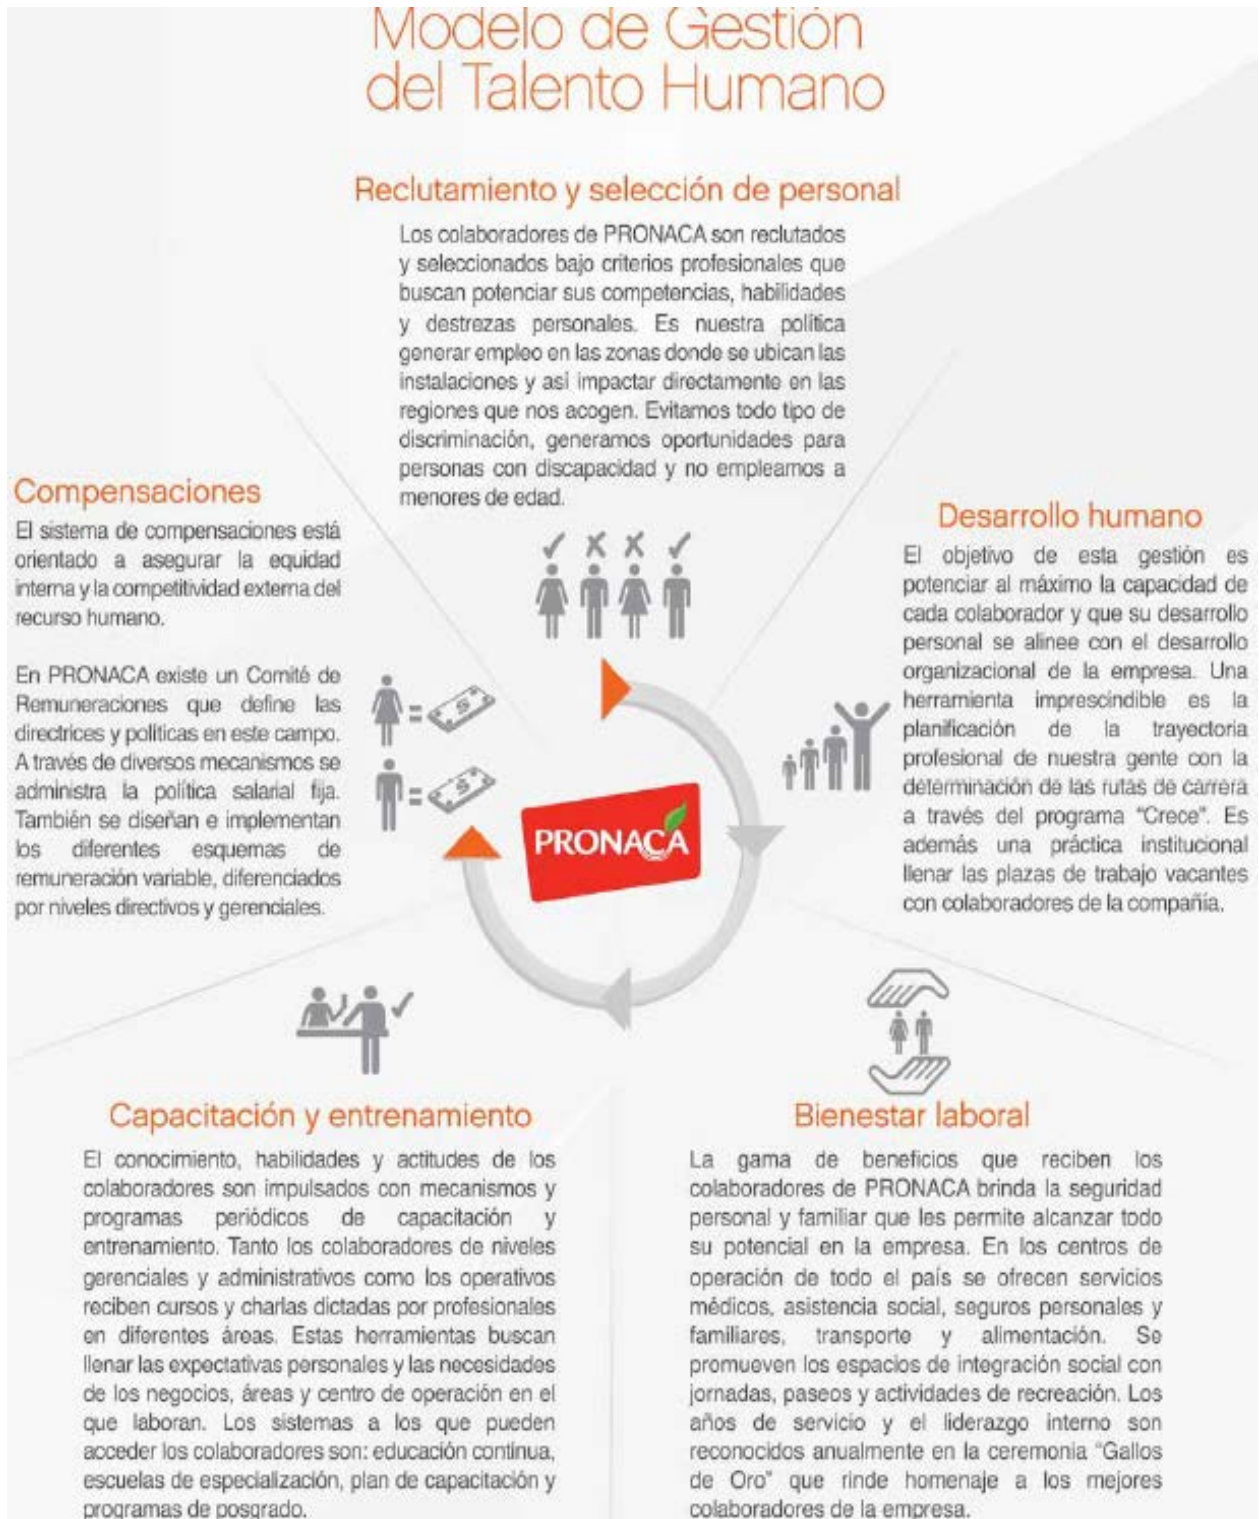 Modelo de Gestión
del Talento Humano
Reclutamiento y selección de personal
Los colaboradores de PRONACA son reclutados
y seleccionados bajo criterios profesionales que
buscan potenciar sus competencias, habilidades
y destrezas personales. Es nuestra política
generar empleo en las zonas donde se ubican las
instalaciones y así impactar directamente en las
regiones que nos acogen. Evitamos todo tipo de
discriminación, generamos oportunidades para
personas con discapacidad y no empleamos a
menores de edad.
Compensaciones
El sistema de compensaciones está
orientado a asegurar la equidad
interna y la competitividad externa del
recurso humano.
En PRONACA existe un Comité de
Remuneraciones que define las
directrices y políticas en este campo.
A través de diversos mecanismos se
administra la política salarial fija.
También se diseñan e implementan
los diferentes esquemas de
remuneración variable, diferenciados
por niveles directivos y gerenciales.
Desarrollo humano
El objetivo de esta gestión es
potenciar al máximo la capacidad de
cada colaborador y que su desarrollo
personal se alinee con el desarrollo
organizacional de la empresa. Una
herramienta imprescindible es la
planificación de la trayectoria
profesional de nuestra gente con la
determinación de las rutas de carrera
a través del programa “Crece”. Es
además una práctica institucional
llenar las plazas de trabajo vacantes
con colaboradores de la compañía.
= $
= $
PRONACA
Capacitación y entrenamiento
El conocimiento, habilidades y actitudes de los
colaboradores son impulsados con mecanismos y
programas periódicos de capacitación y
entrenamiento. Tanto los colaboradores de niveles
gerenciales y administrativos como los operativos
reciben cursos y charlas dictadas por profesionales
en diferentes áreas. Estas herramientas buscan
llenar las expectativas personales y las necesidades
de los negocios, áreas y centro de operación en el
que laboran. Los sistemas a los que pueden
acceder los colaboradores son: educación continua,
escuelas de especialización, plan de capacitación y
programas de posgrado.
Bienestar laboral
La gama de beneficios que reciben los
colaboradores de PRONACA brinda la seguridad
personal y familiar que les permite alcanzar todo
su potencial en la empresa. En los centros de
operación de todo el país se ofrecen servicios
médicos, asistencia social, seguros personales y
familiares, transporte y alimentación. Se
promueven los espacios de integración social con
jornadas, paseos y actividades de recreación. Los
años de servicio y el liderazgo interno son
reconocidos anualmente en la ceremonia “Gallos
de Oro” que rinde homenaje a los mejores
colaboradores de la empresa.